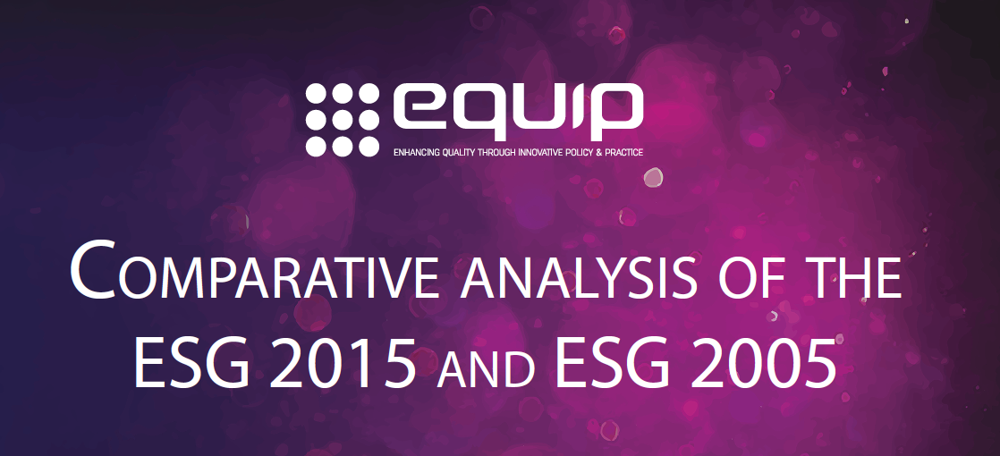 equip
ENHANCING QUALITY THROUGH INNOVATIVE POLICY & PRACTICE
COMPARATIVE ANALYSIS OF THE
ESG 2015 AND ESG 2005